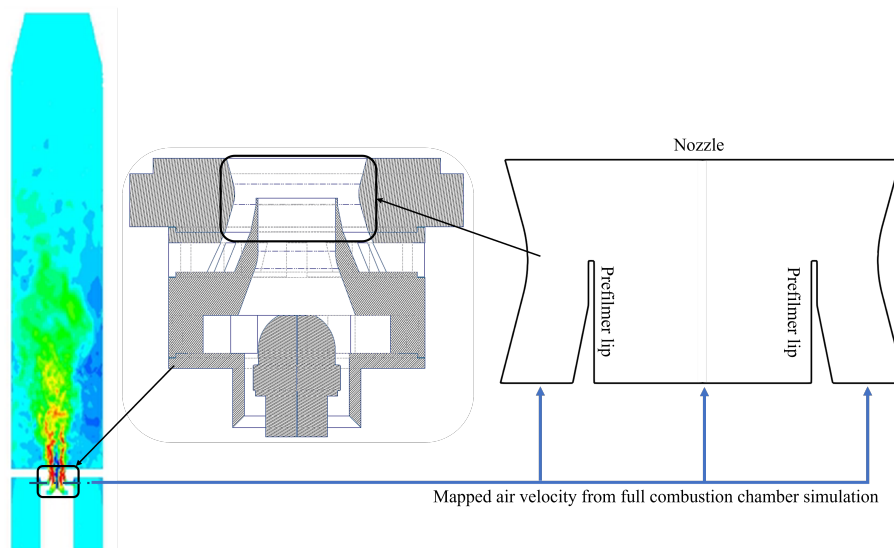 Nozzle
Prefilmer lip
Prefilmer lip
Mapped air velocity from full combustion chamber simulation